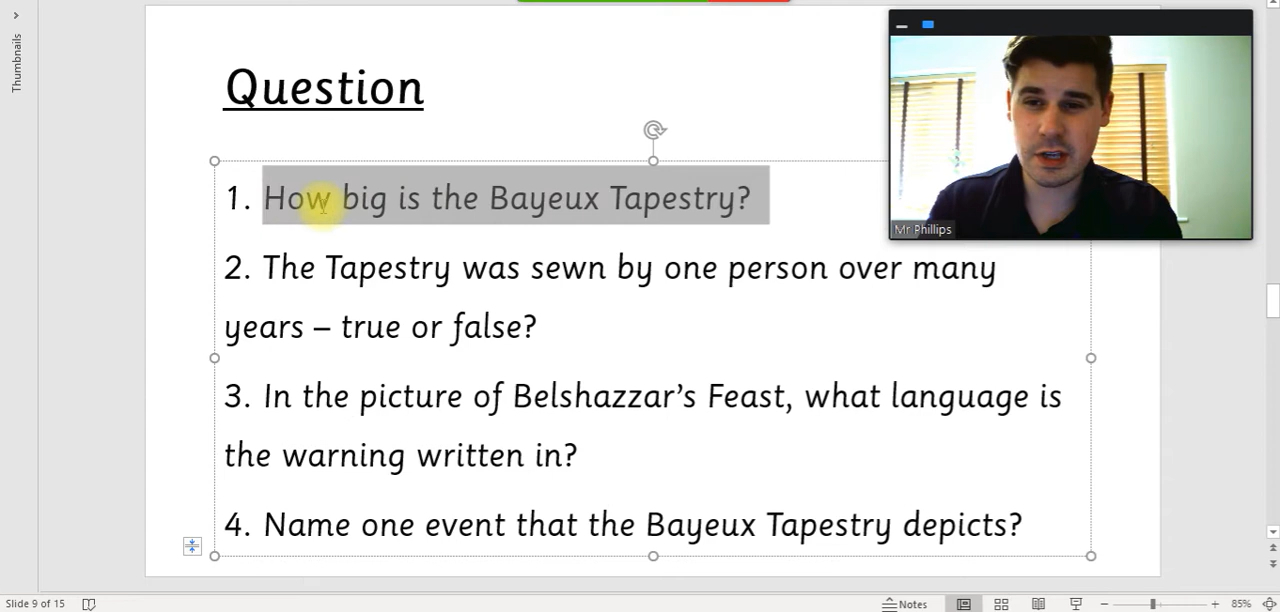 Thumbnails
Question
1. How big is the Bayeux Tapestry?
2. The Tapestry was sewn by one person over many
years – true or false?
3. In the picture of Belshazzar’s Feast, what language is
the warning written in?
4. Name one event that the Bayeux Tapestry depicts?
Mr Phillips
Slide 9 of 15
Notes
85%